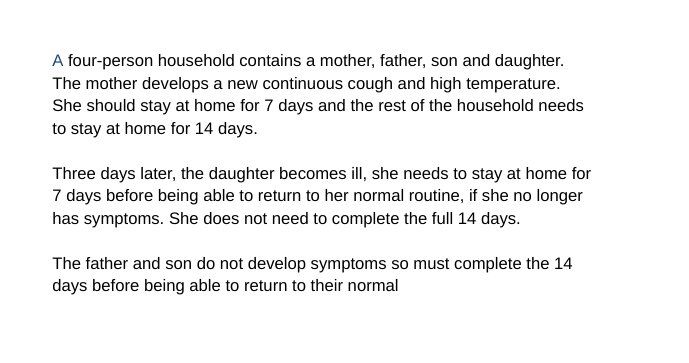 A four-person household contains a mother, father, son and daughter.
The mother develops a new continuous cough and high temperature.
She should stay at home for 7 days and the rest of the household needs
to stay at home for 14 days.
Three days later, the daughter becomes ill, she needs to stay at home for
7 days before being able to return to her normal routine, if she no longer
has symptoms. She does not need to complete the full 14 days.
The father and son do not develop symptoms so must complete the 14
days before being able to return to their normal